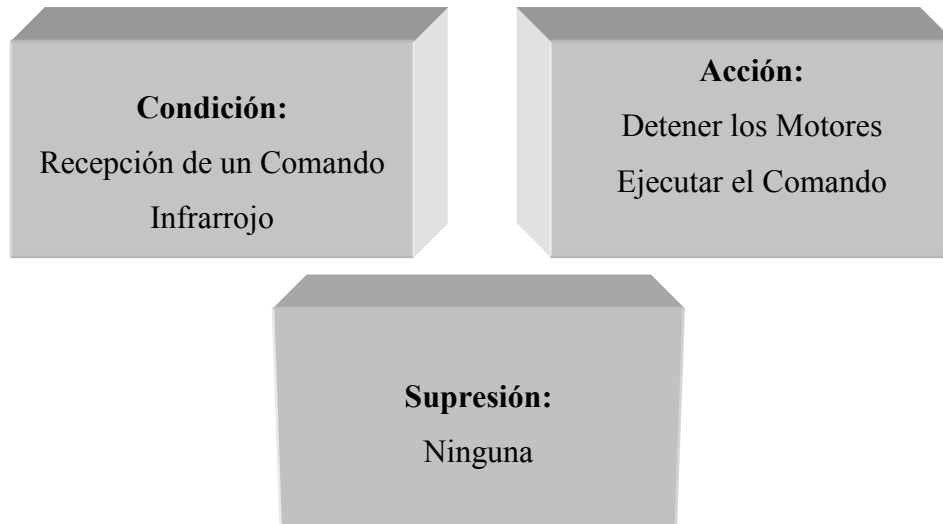 Condición:
Recepción de un Comando
Infrarrojo
Acción:
Detener los Motores
Ejecutar el Comando
Supresión:
Ninguna